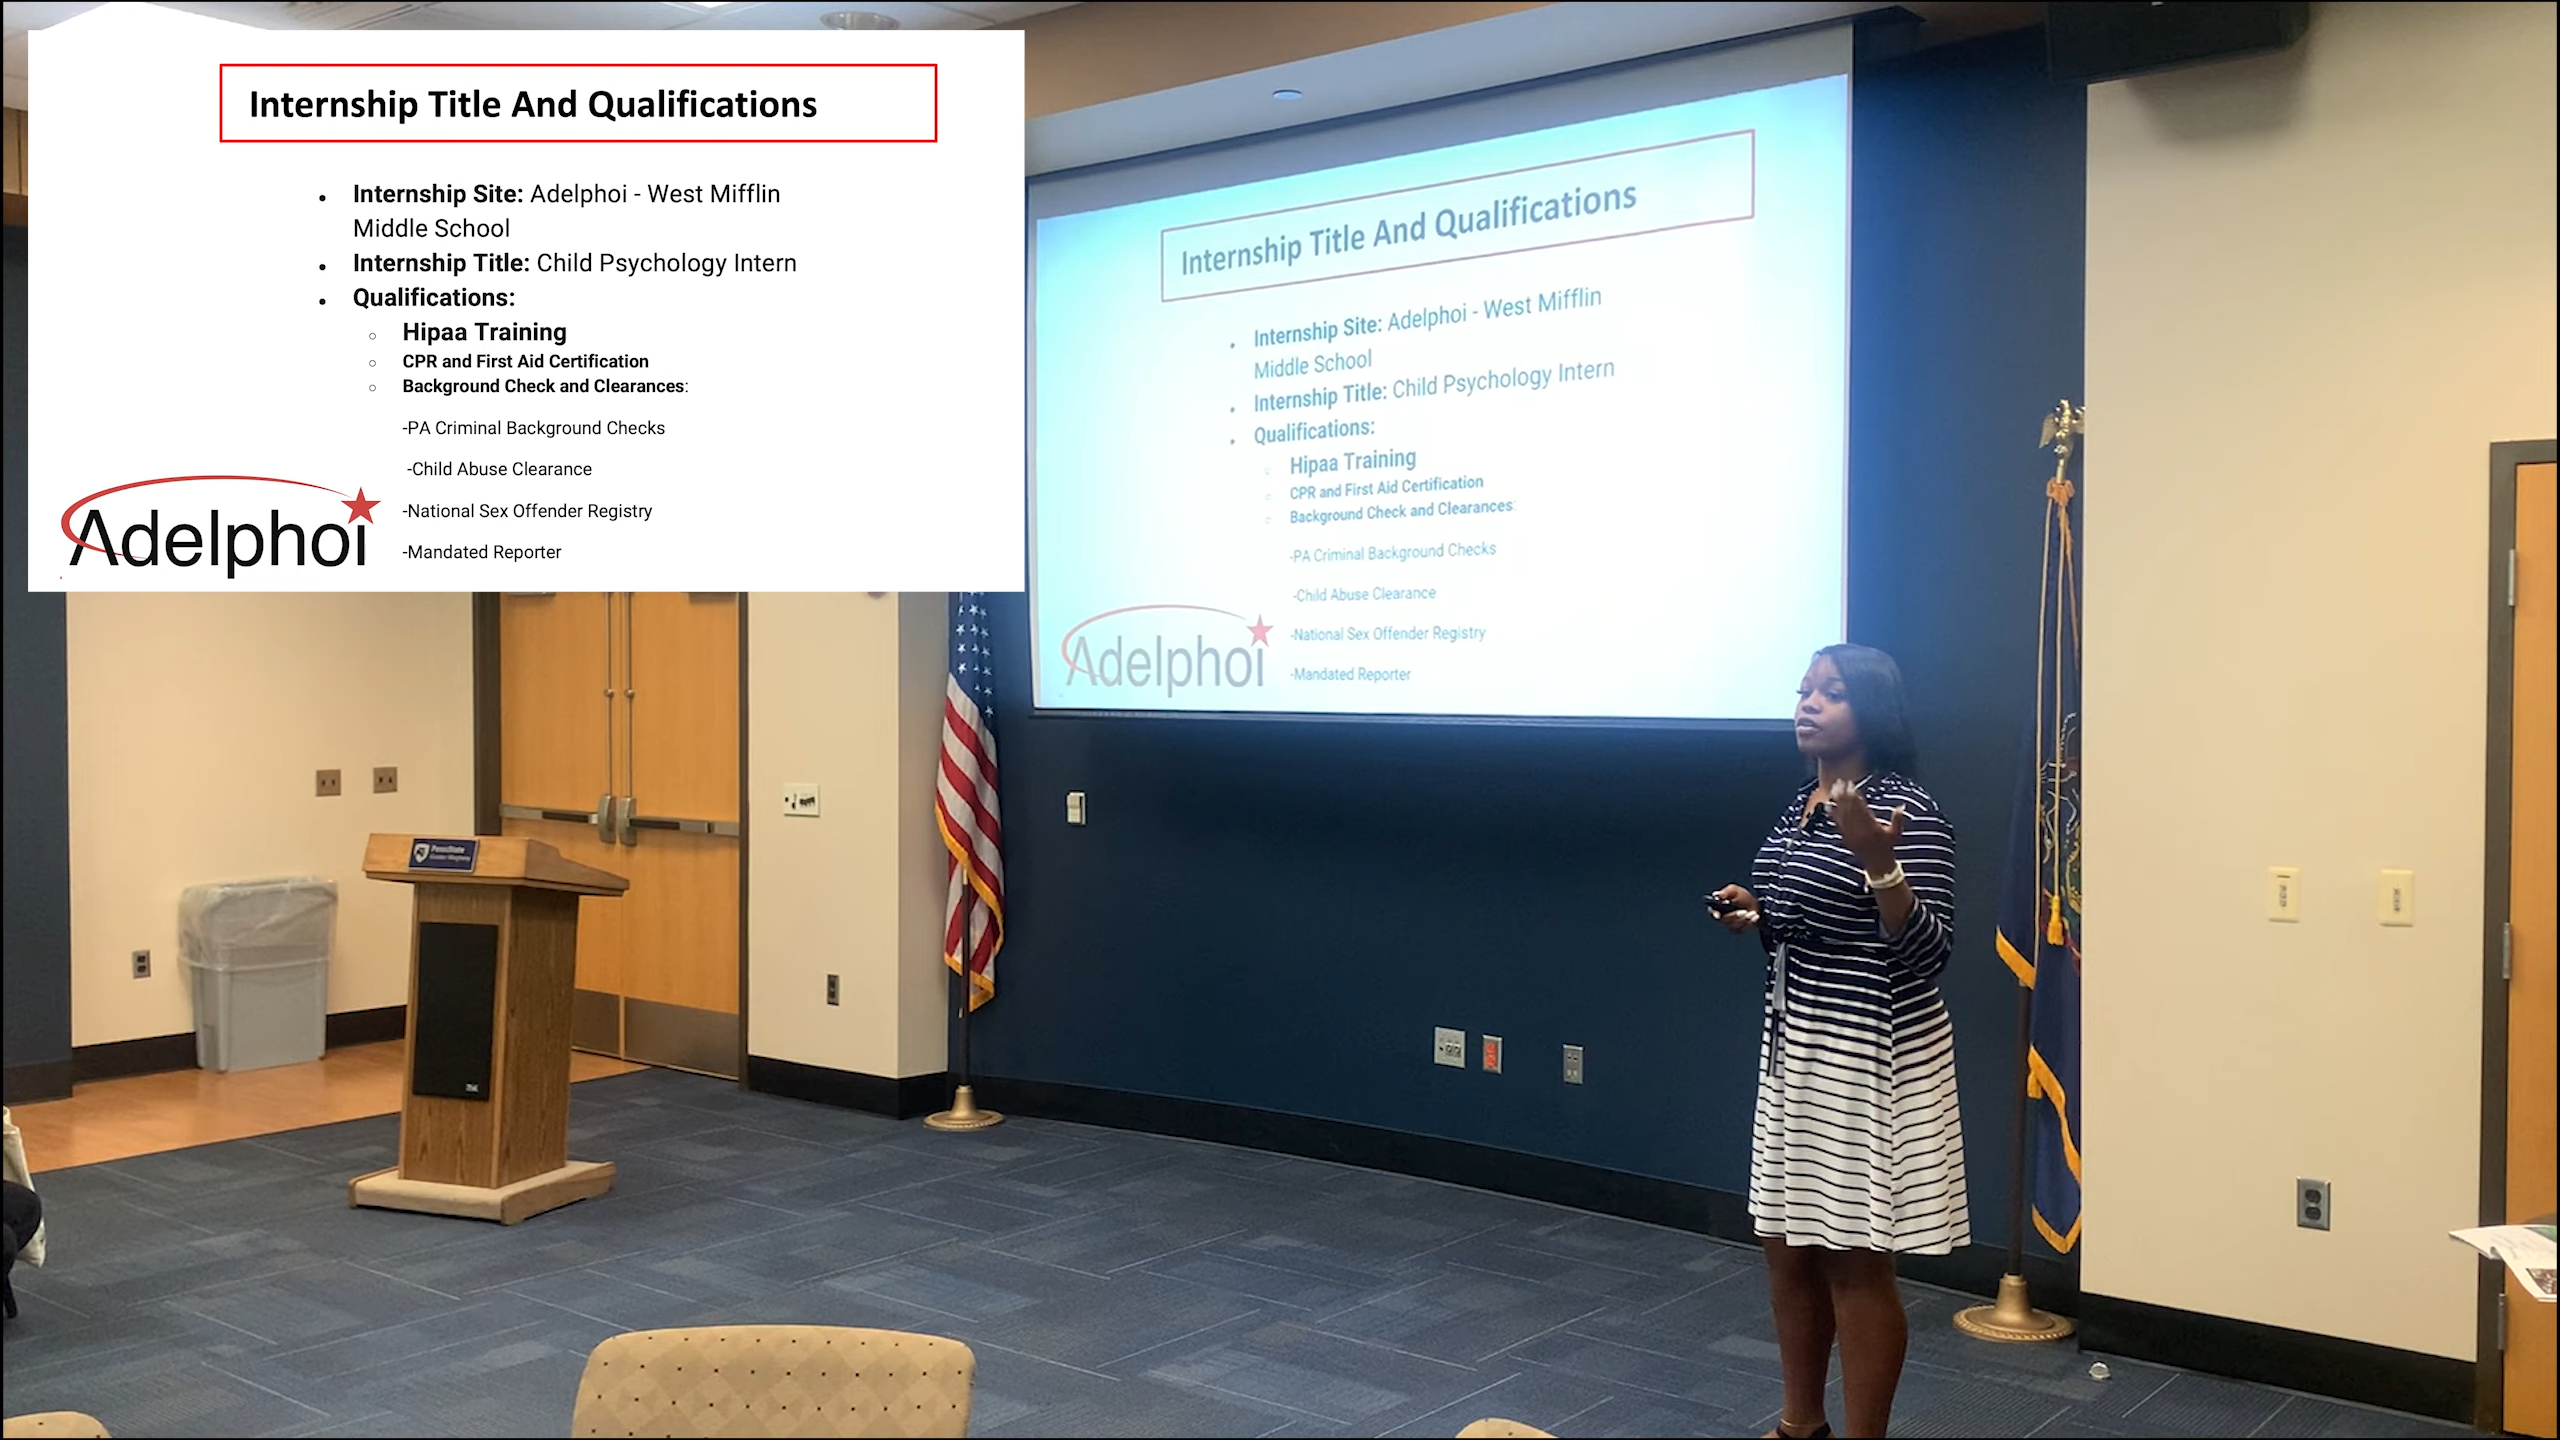 Internship Title And Qualifications
Internship Site: Adelphoi - West Mifflin
Middle School
Internship Title: Child Psychology Intern
Qualifications:
Hipaa Training
CPR and First Aid Certification
Background Check and Clearances:
-PA Criminal Background Checks
-Child Abuse Clearance
-National Sex Offender Registry
-Mandated Reporter
Adelphoi
Internship Title And Qualifications
Internship Site: Adelphoi - West Mifflin
Middle School
Internship Title: Child Psychology Intern
Qualifications:
Hipaa Training
CPR and First Aid Certification
Background Check and Clearances:
-PA Criminal Background Checks
-Child Abuse Clearance
-National Sex Offender Registry
-Mandated Reporter
Adelphoi
PennState
Greater Allegheny